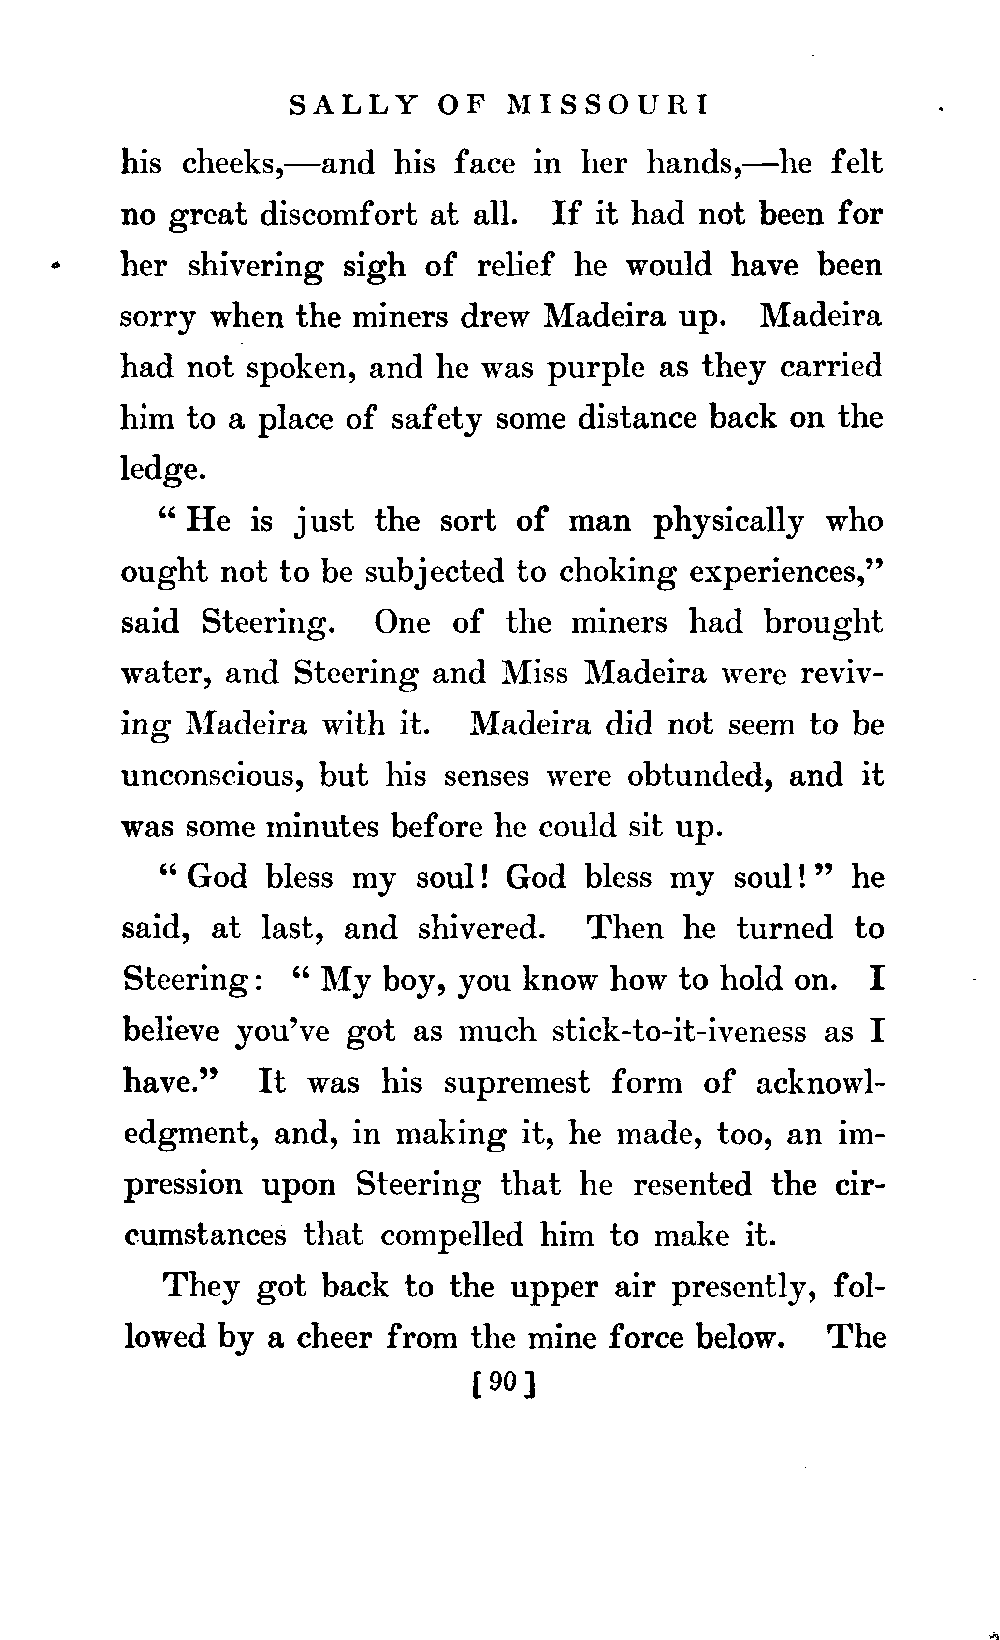 SALLY OF MISSOURI
his cheeks,—and his face in her hands,—he felt
no great discomfort at all. If it had not been for
her shivering sigh of relief he would have been
sorry when the miners drew Madeira up. Madeira
had not spoken, and he was purple as they carried
him to a place of safety some distance back on the
ledge.
“ He is just the sort of man physically who
ought not to be subjected to choking experiences,”
said Steering. One of the miners had brought
water, and Steering and Miss Madeira were reviv-
ing Madeira with it. Madeira did not seem to be
unconscious, but his senses were obtunded, and it
was some minutes before he could sit up.
“ God bless my soul! God bless my soul! ” he
said, at last, and shivered. Then he turned to
Steering: “ My boy, you know how to hold on. I
believe you’ve got as much stick-to-it-iveness as I
have.” It was his supremest form of acknowl-
edgment, and, in making it, he made, too, an im-
pression upon Steering that he resented the cir-
cumstances that compelled him to make it.
They got back to the upper air presently, fol-
lowed by a cheer from the mine force below. The
[ 90 ]